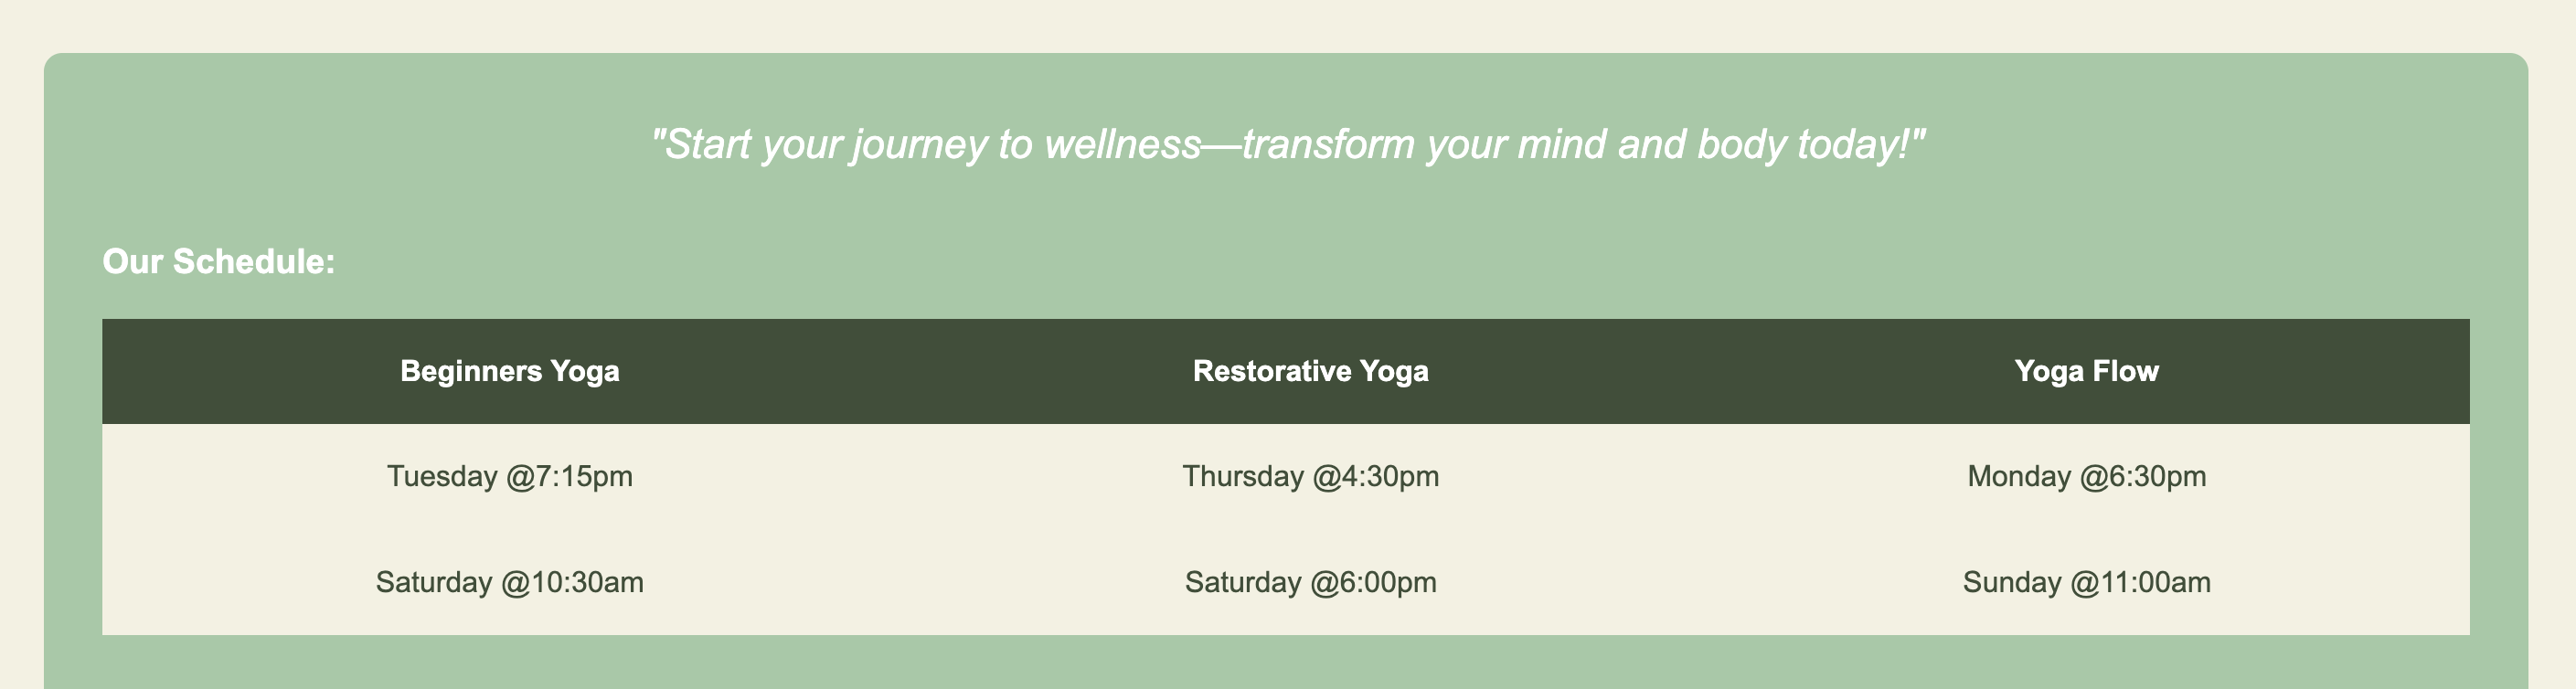 "Start your journey to wellness—transform your mind and body today!"
Our Schedule:
Beginners Yoga Restorative Yoga Yoga Flow
Tuesday @7:15pm Thursday @4:30pm Monday @6:30pm
Saturday @10:30am Saturday @6:00pm Sunday @11:00am